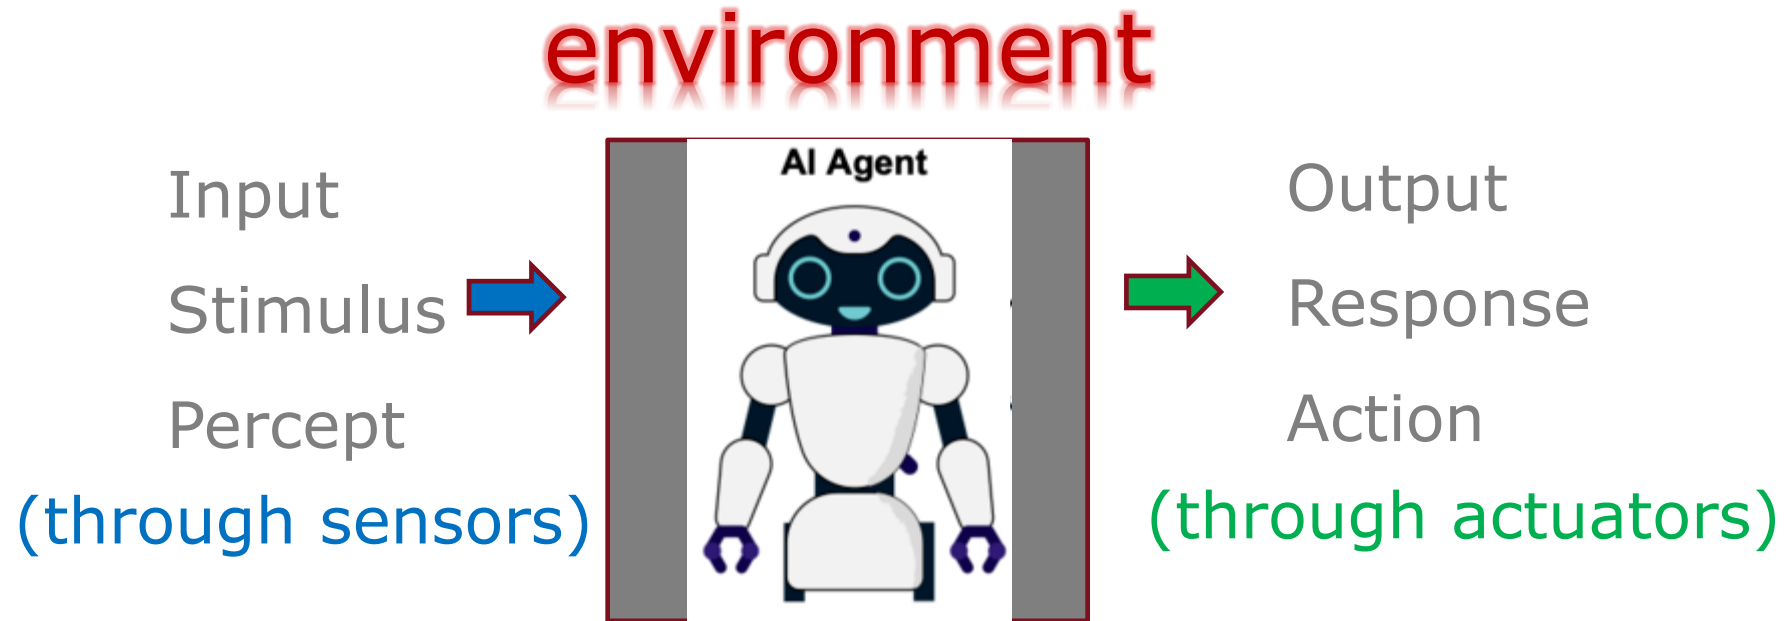 environment
AI Agent
Input
Stimulus
Percept
(through sensors)
Output
Response
Action
(through actuators)